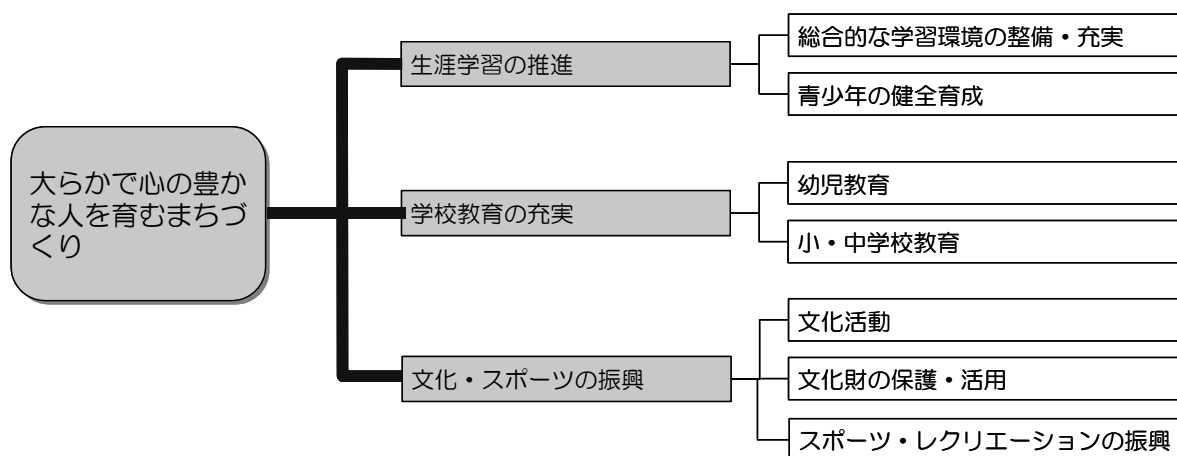 大らかで心の豊か
な人を育むまちづ
くり
生涯学習の推進
総合的な学習環境の整備・充実
青少年の健全育成
学校教育の充実
幼児教育
小・中学校教育
文化・スポーツの振興
文化活動
文化財の保護・活用
スポーツ・レクリエーションの振興